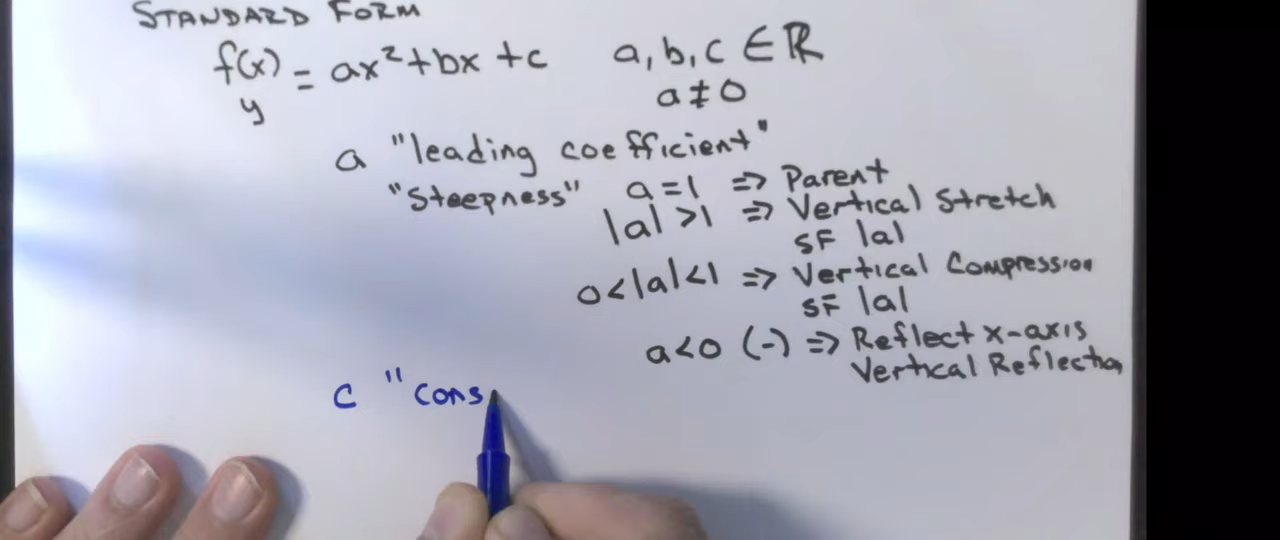 STANDARD FORM
f(x) = ax²+bx +c a, b, c ∈ ℝ
y a ≠ 0
a "leading coefficient"
"Steepness" a=1 => Parent
|a| >1 => Vertical Stretch
SF |a|
0<|a|<1 => Vertical Compression
SF |a|
a<0 (-) => Reflect x-axis
Vertical Reflection
c "cons